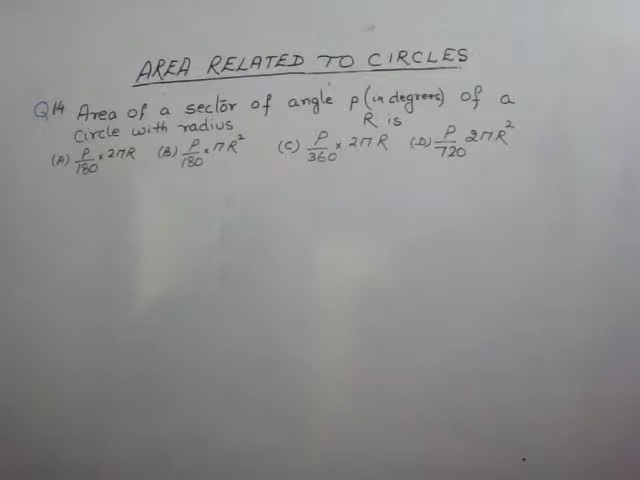 AREA RELATED TO CIRCLES
Q14 Area of a sector of angle p (in degrees) of a
circle with radius R is
(A) P/180 × 2πR (B) P/180 × πR² (C) P/360 × 2πR (D) P/720 2πR²